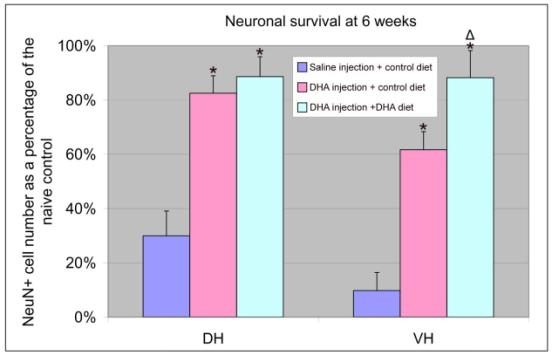 Neuronal survival at 6 weeks
NeuN+ cell number as a percentage of the
naive control
100%
80%
60%
40%
20%
0%
Saline injection + control diet
DHA injection + control diet
DHA injection +DHA diet
*
*
*
Δ
*
DH
VH